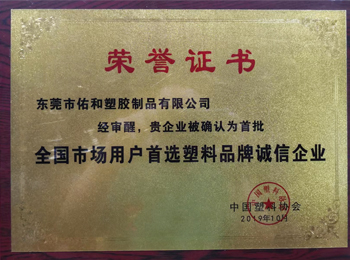 荣誉证书
东莞市佑和塑胶制品有限公司
经审醒，贵企业被确认为首批
全国市场用户首选塑料品牌诚信企业
中国塑料协会
2019年10月